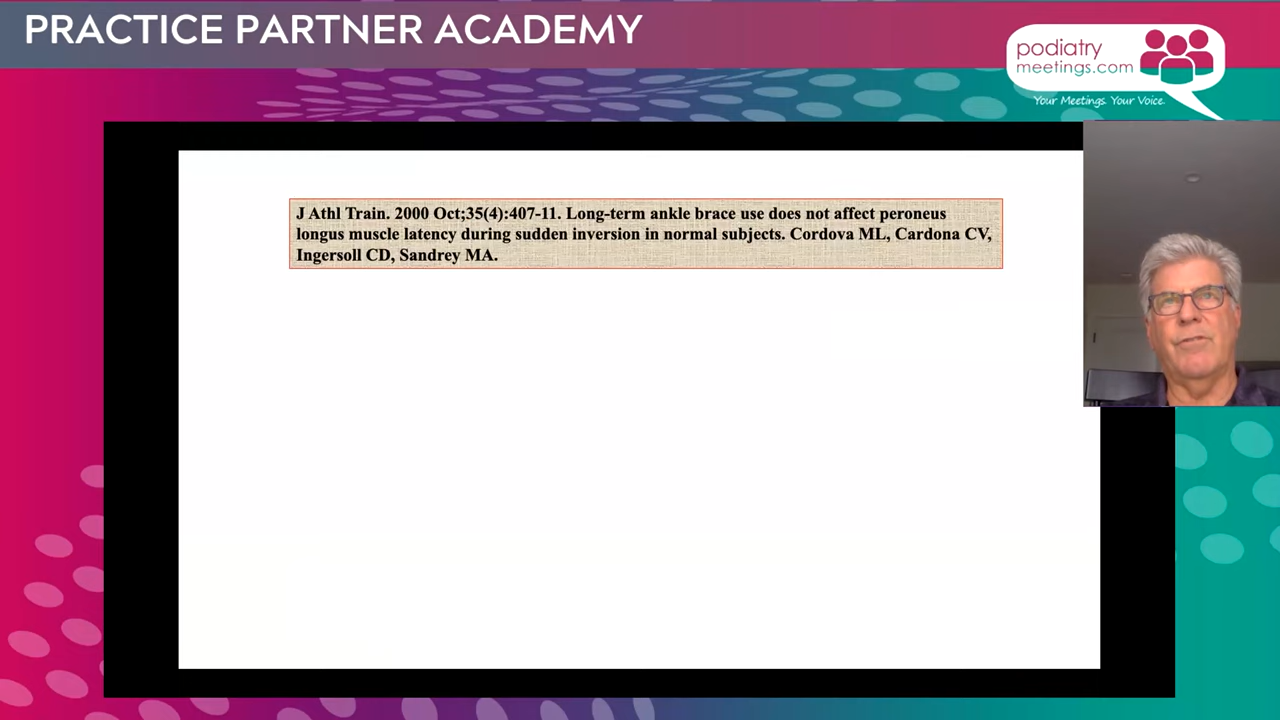 PRACTICE PARTNER ACADEMY
podiatry
meetings.com
Your Meetings. Your Voice.
J Athl Train. 2000 Oct;35(4):407-11. Long-term ankle brace use does not affect peroneus
longus muscle latency during sudden inversion in normal subjects. Cordova ML, Cardona CV,
Ingersoll CD, Sandrey MA.